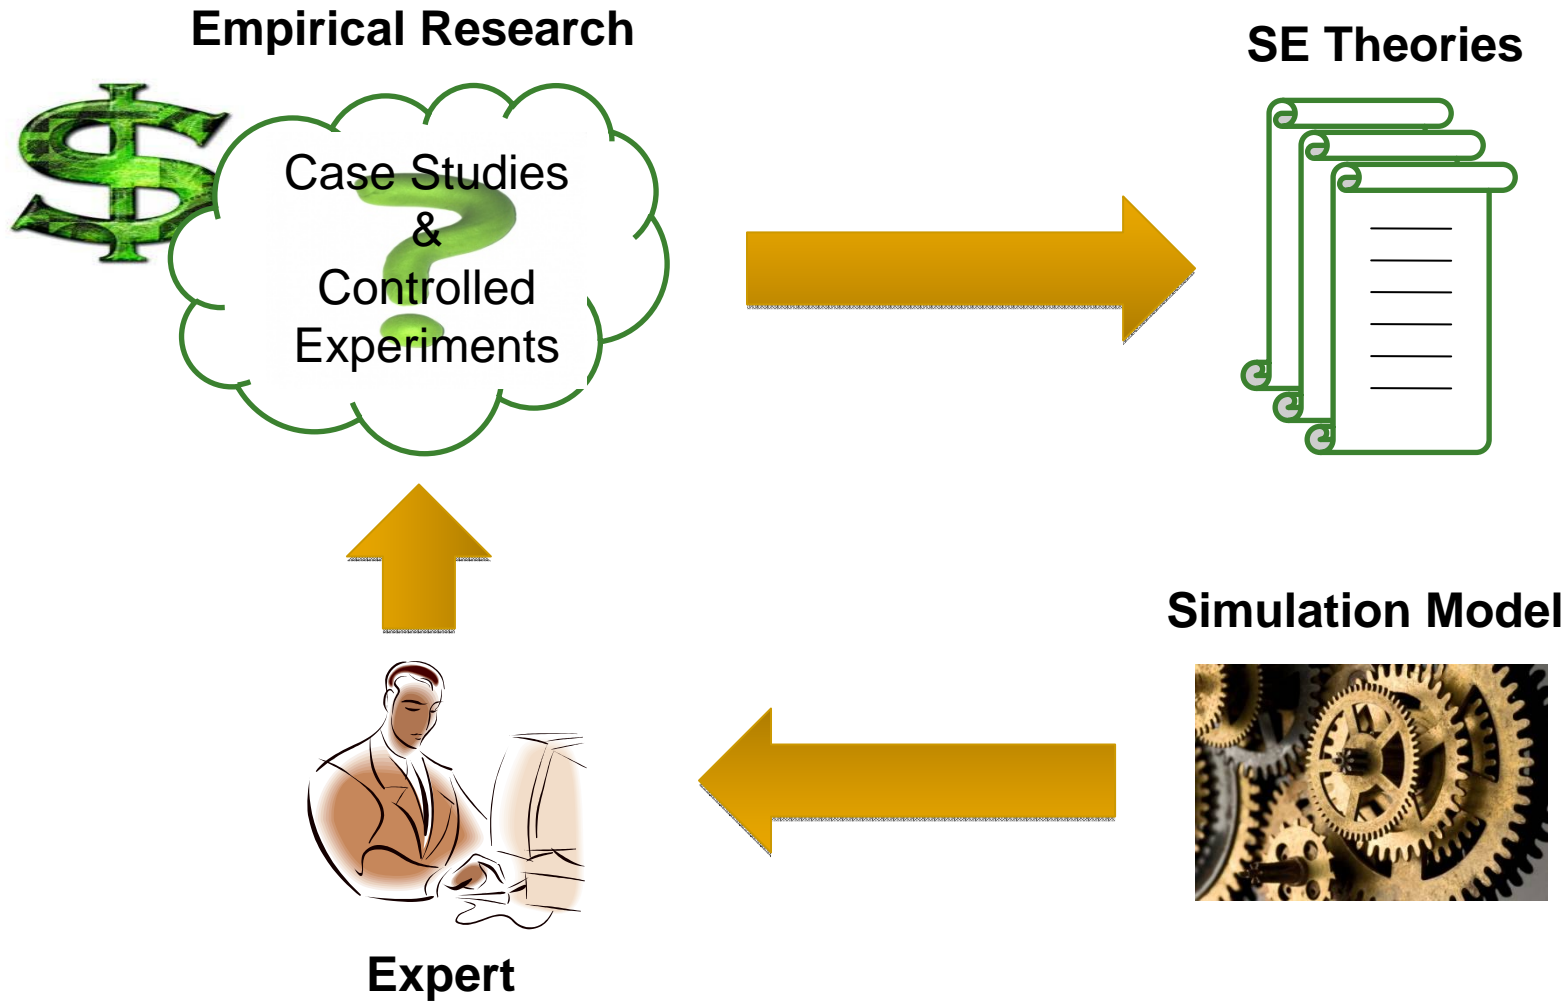 Empirical Research
SE Theories
Case Studies
&
Controlled
Experiments
Simulation Model
Expert